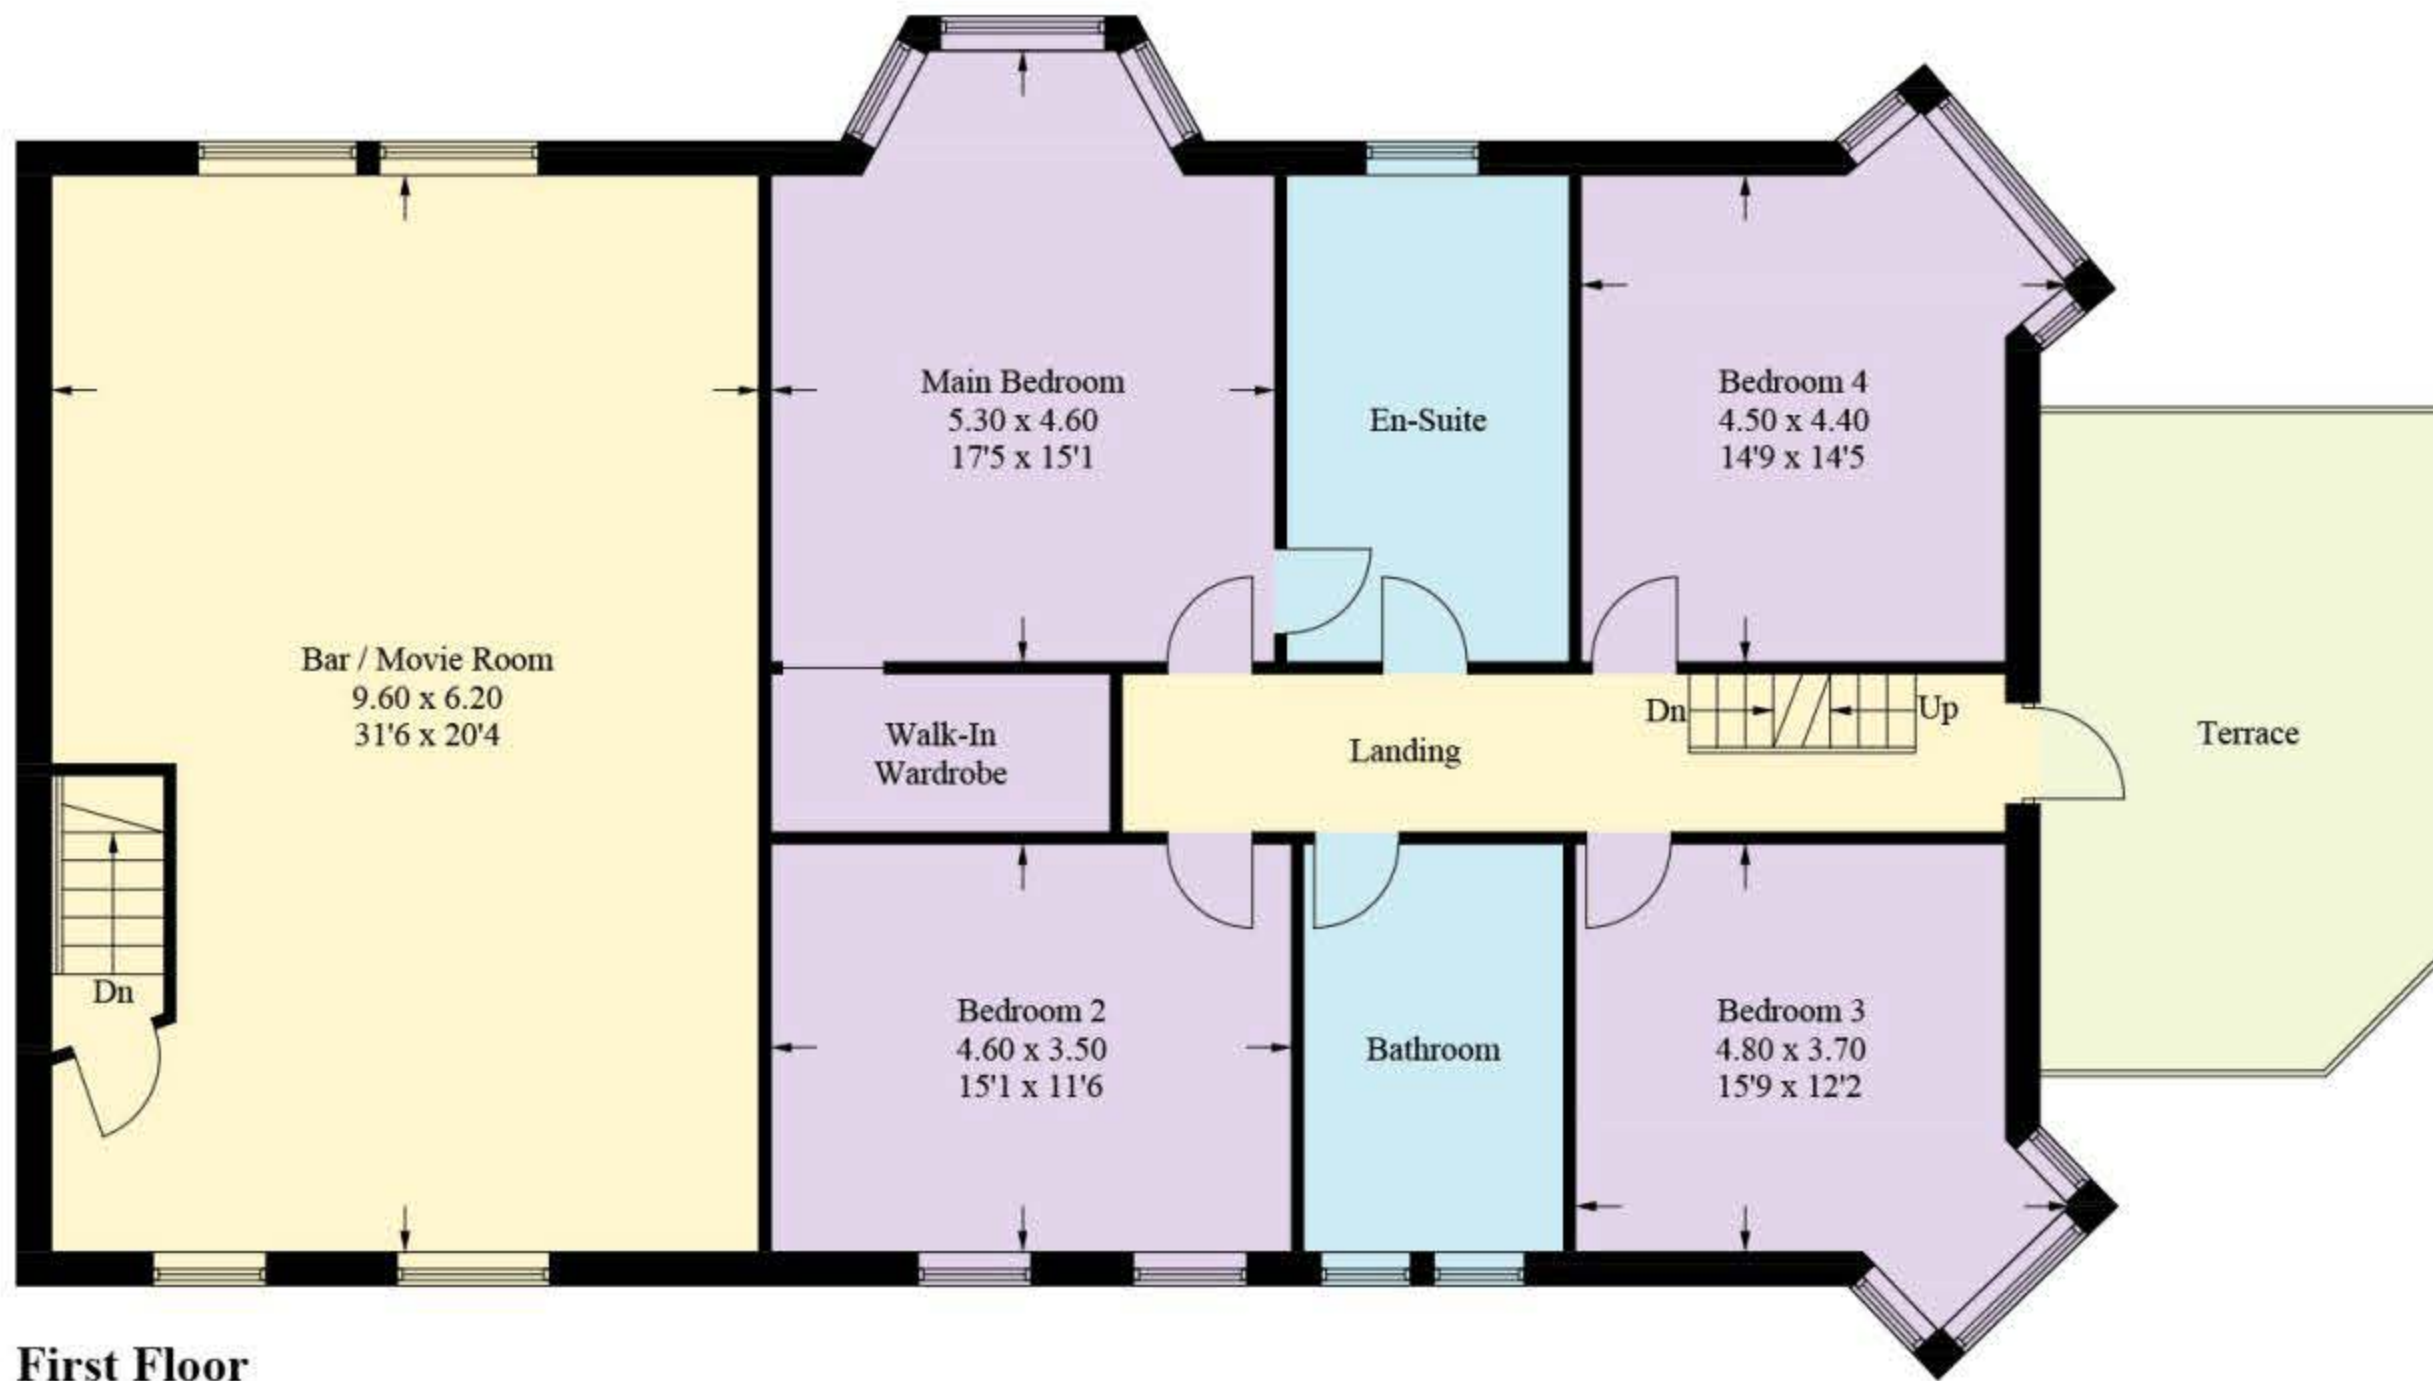 Main Bedroom
5.30 x 4.60
17'5 x 15'1
En-Suite
Bedroom 4
4.50 x 4.40
14'9 x 14'5
Bar / Movie Room
9.60 x 6.20
31'6 x 20'4
Walk-In
Wardrobe
Landing
Dn
Up
Terrace
Dn
Bedroom 2
4.60 x 3.50
15'1 x 11'6
Bathroom
Bedroom 3
4.80 x 3.70
15'9 x 12'2
First Floor